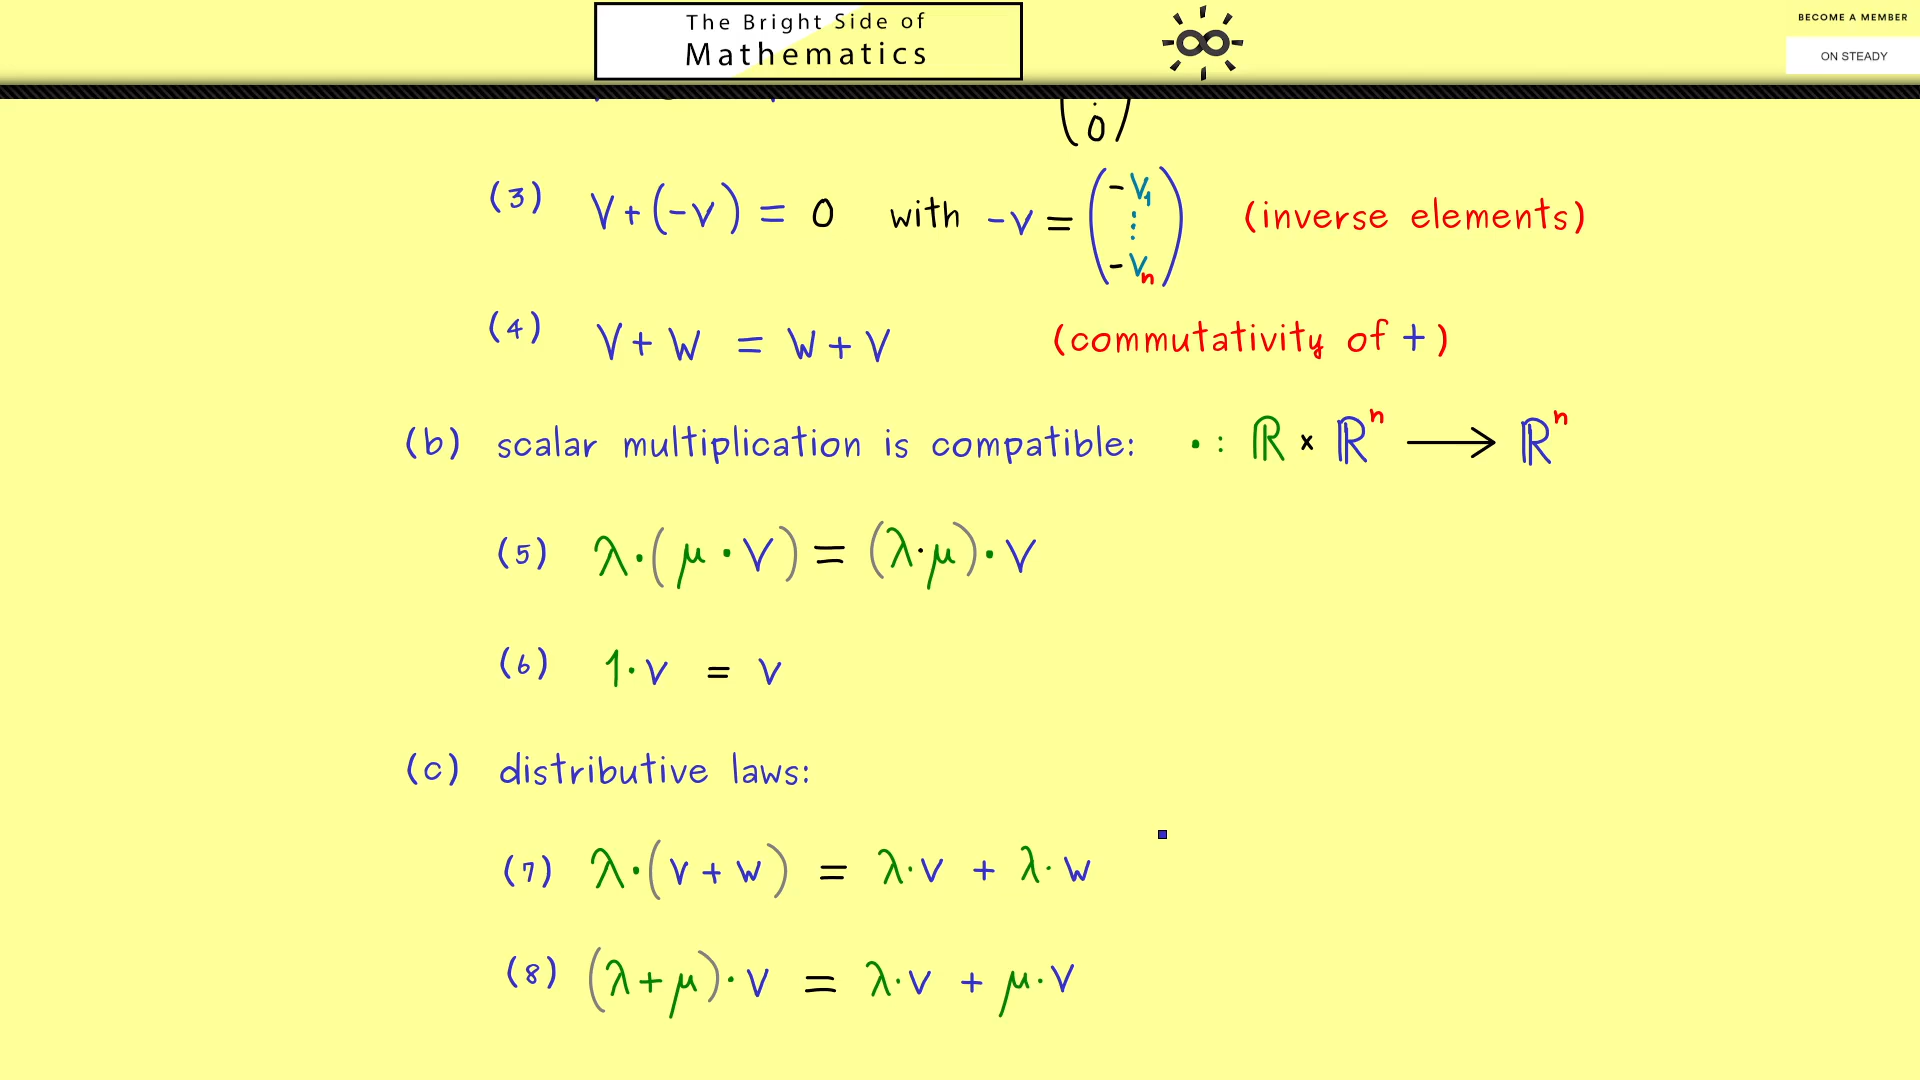 The Bright Side of
Mathematics
BECOME A MEMBER
ON STEADY
0
(3) V + (-v) = 0 with -v = ( -v₁ ⋮ -vₙ ) (inverse elements)
(4) V + W = W + V (commutativity of +)
(b) scalar multiplication is compatible: · : ℝ × ℝⁿ ⟶ ℝⁿ
(5) λ·(μ·v) = (λ·μ)·v
(6) 1·v = v
(c) distributive laws:
(7) λ·(v + w) = λ·v + λ·w
(8) (λ+μ)·v = λ·v + μ·v